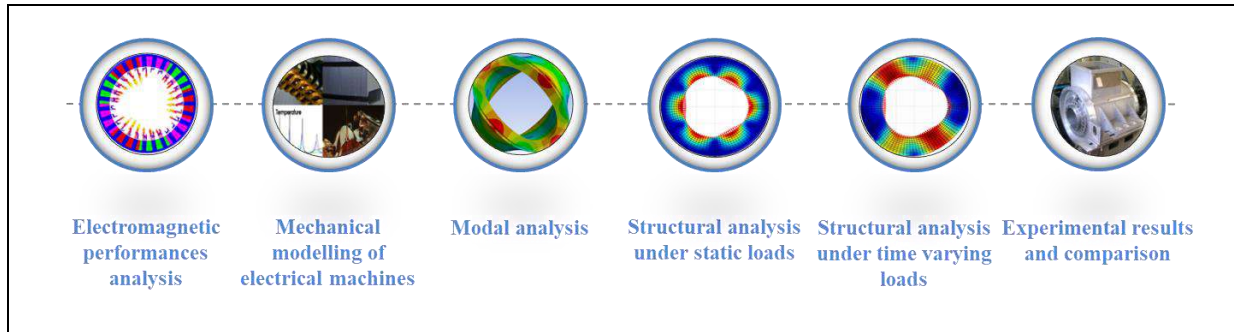 Temperature
Electromagnetic
performances
analysis
Mechanical
modelling of
electrical machines
Modal analysis
Structural analysis
under static loads
Structural analysis
under time varying
loads
Experimental results
and comparison